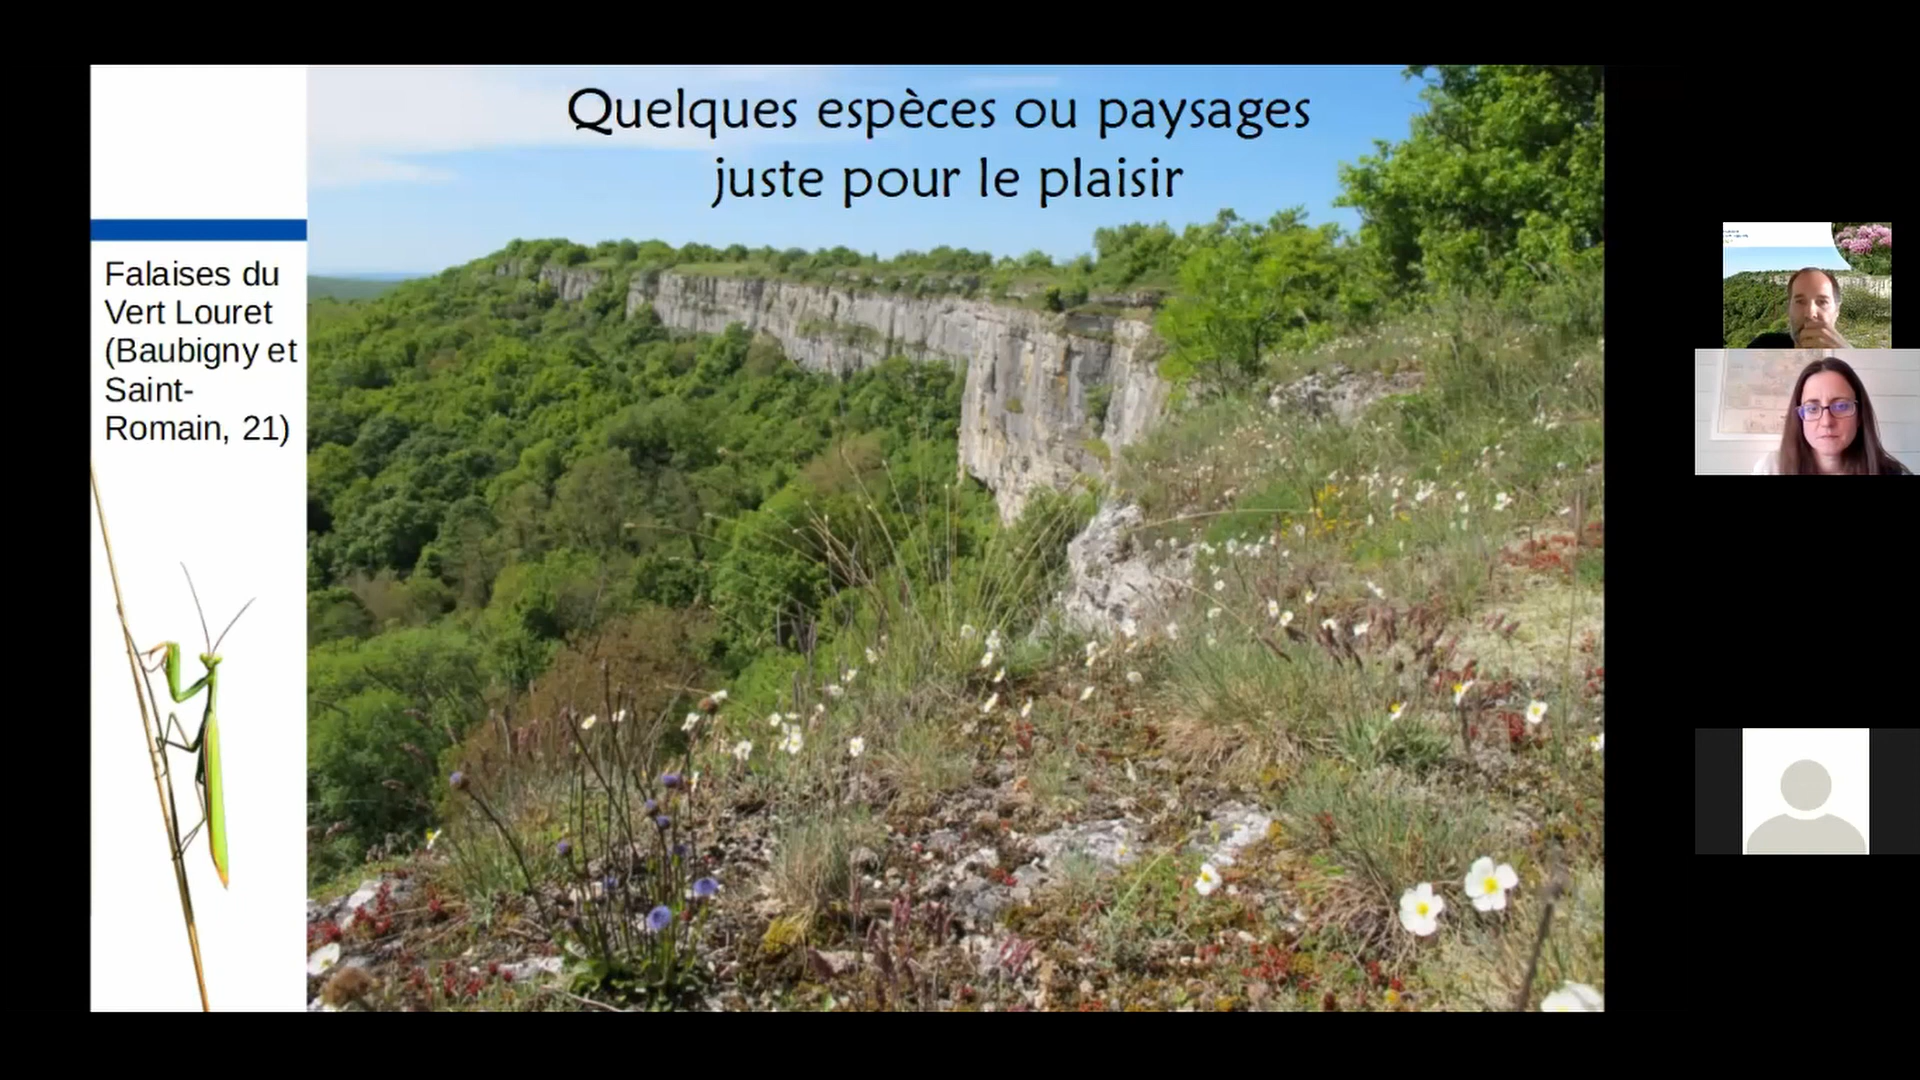 Quelques espèces ou paysages
juste pour le plaisir
Falaises du
Vert Louret
(Baubigny et
Saint-
Romain, 21)